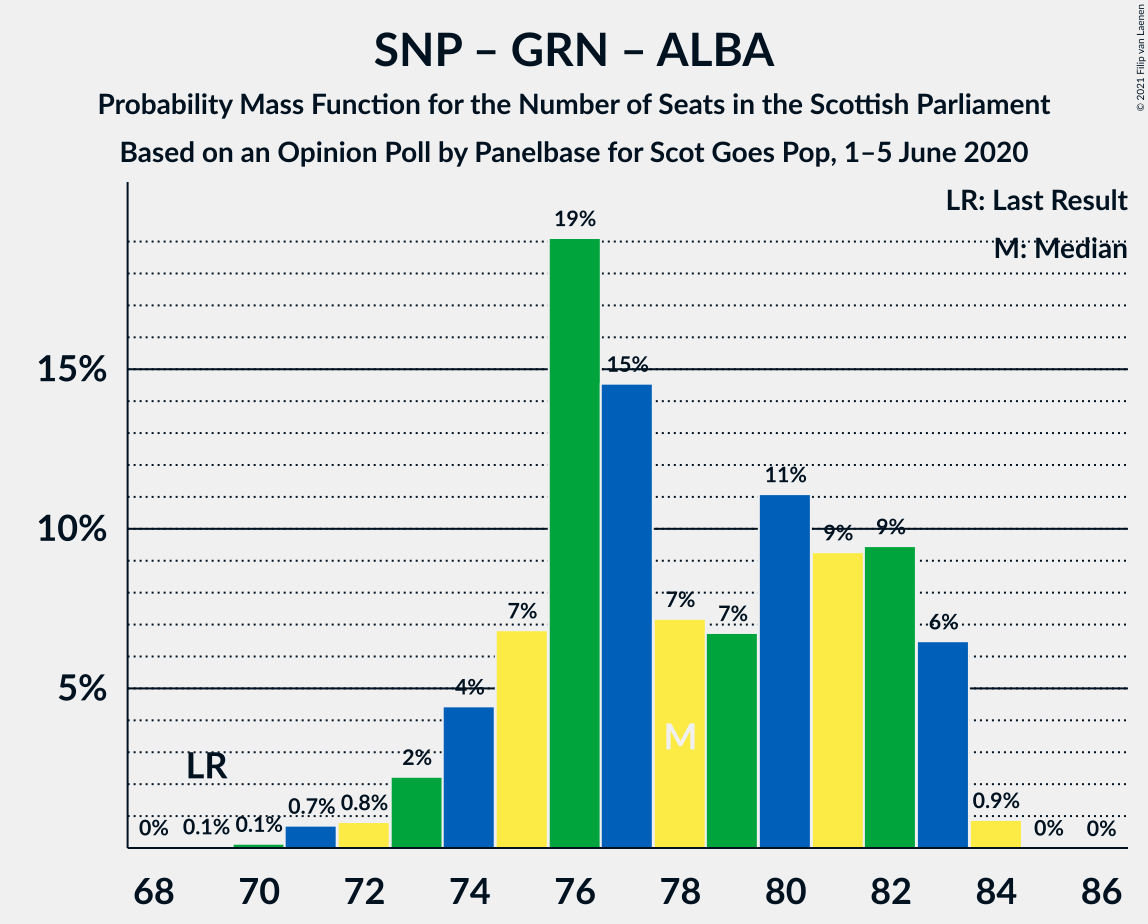 SNP – GRN – ALBA
Probability Mass Function for the Number of Seats in the Scottish Parliament
Based on an Opinion Poll by Panelbase for Scot Goes Pop, 1–5 June 2020
© 2021 Filip van Laenen
LR: Last Result
M: Median
15%
10%
5%
LR
M
0%
0.1%
0.1%
0.7%
0.8%
2%
4%
7%
19%
15%
7%
7%
11%
9%
9%
6%
0.9%
0%
0%
68 70 72 74 76 78 80 82 84 86